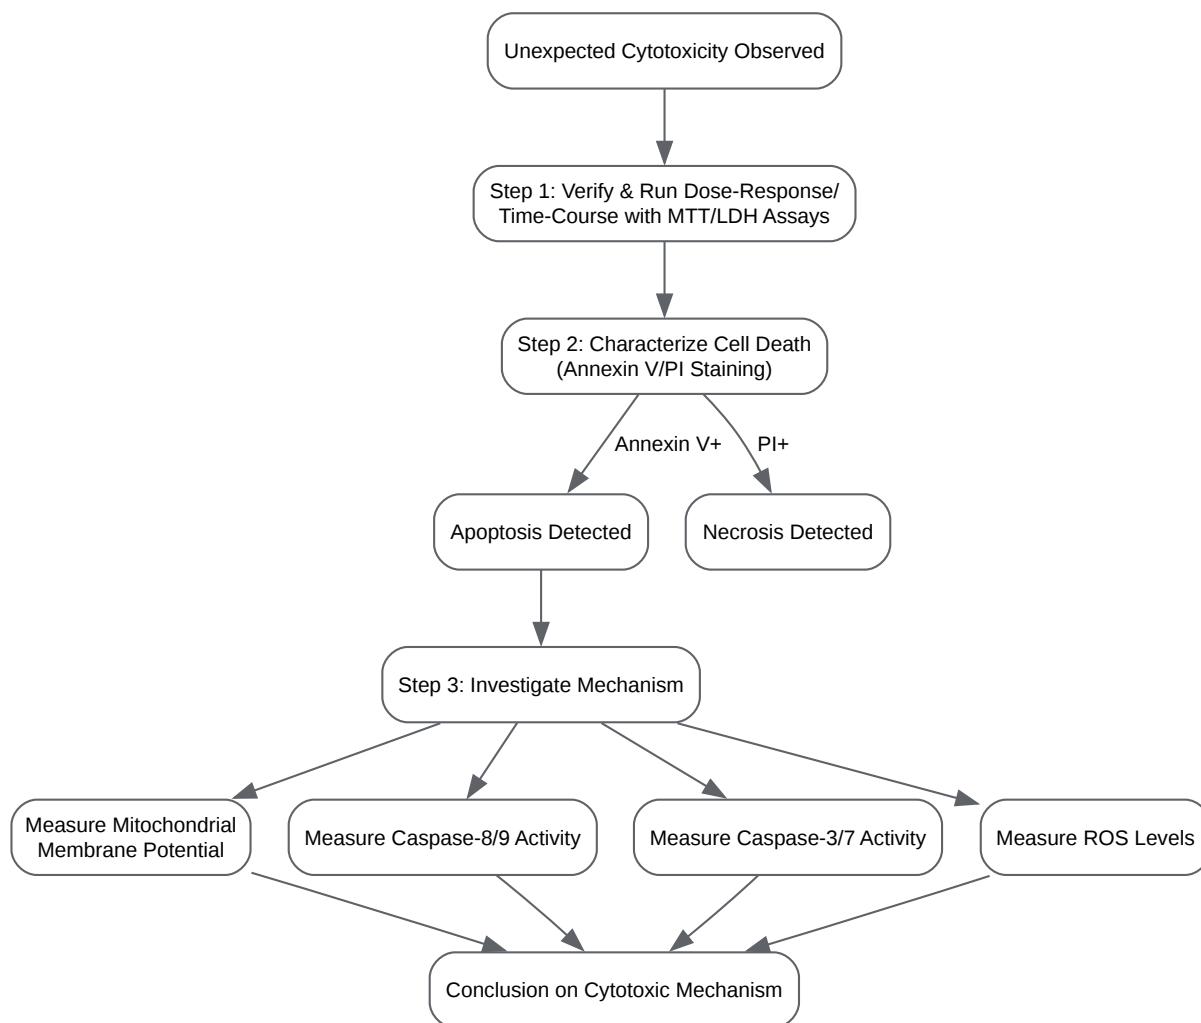 Unexpected Cytotoxicity Observed
Step 1: Verify & Run Dose-Response/
Time-Course with MTT/LDH Assays
Step 2: Characterize Cell Death
(Annexin V/PI Staining)
Annexin V+
PI+
Apoptosis Detected
Necrosis Detected
Step 3: Investigate Mechanism
Measure Mitochondrial
Membrane Potential
Measure Caspase-8/9 Activity
Measure Caspase-3/7 Activity
Measure ROS Levels
Conclusion on Cytotoxic Mechanism